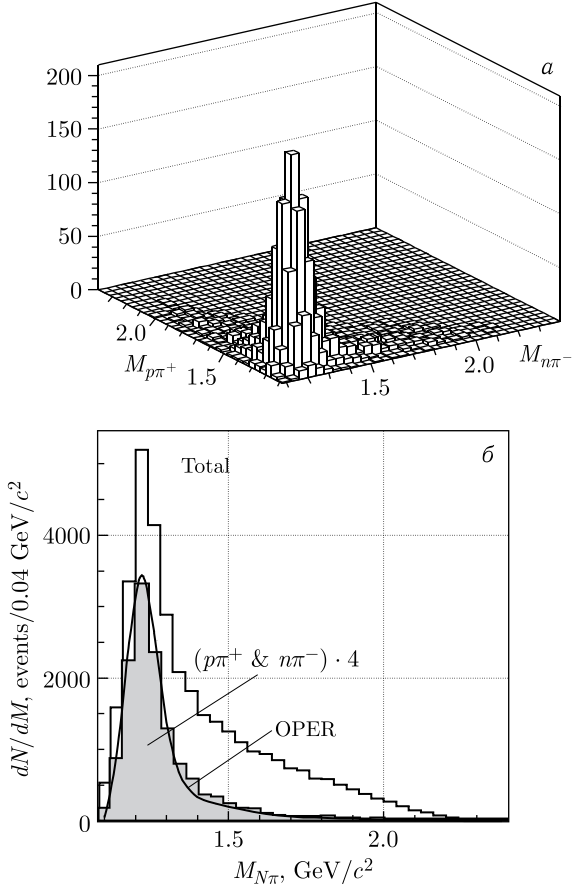 a
200
150
100
50
0
2.0
M_{pπ^+}
1.5
1.5
2.0
M_{nπ^-}
б
Total
dN/dM, events/0.04 GeV/c^2
4000
2000
0
(pπ^+ & nπ^-) · 4
OPER
1.5
2.0
M_{Nπ}, GeV/c^2